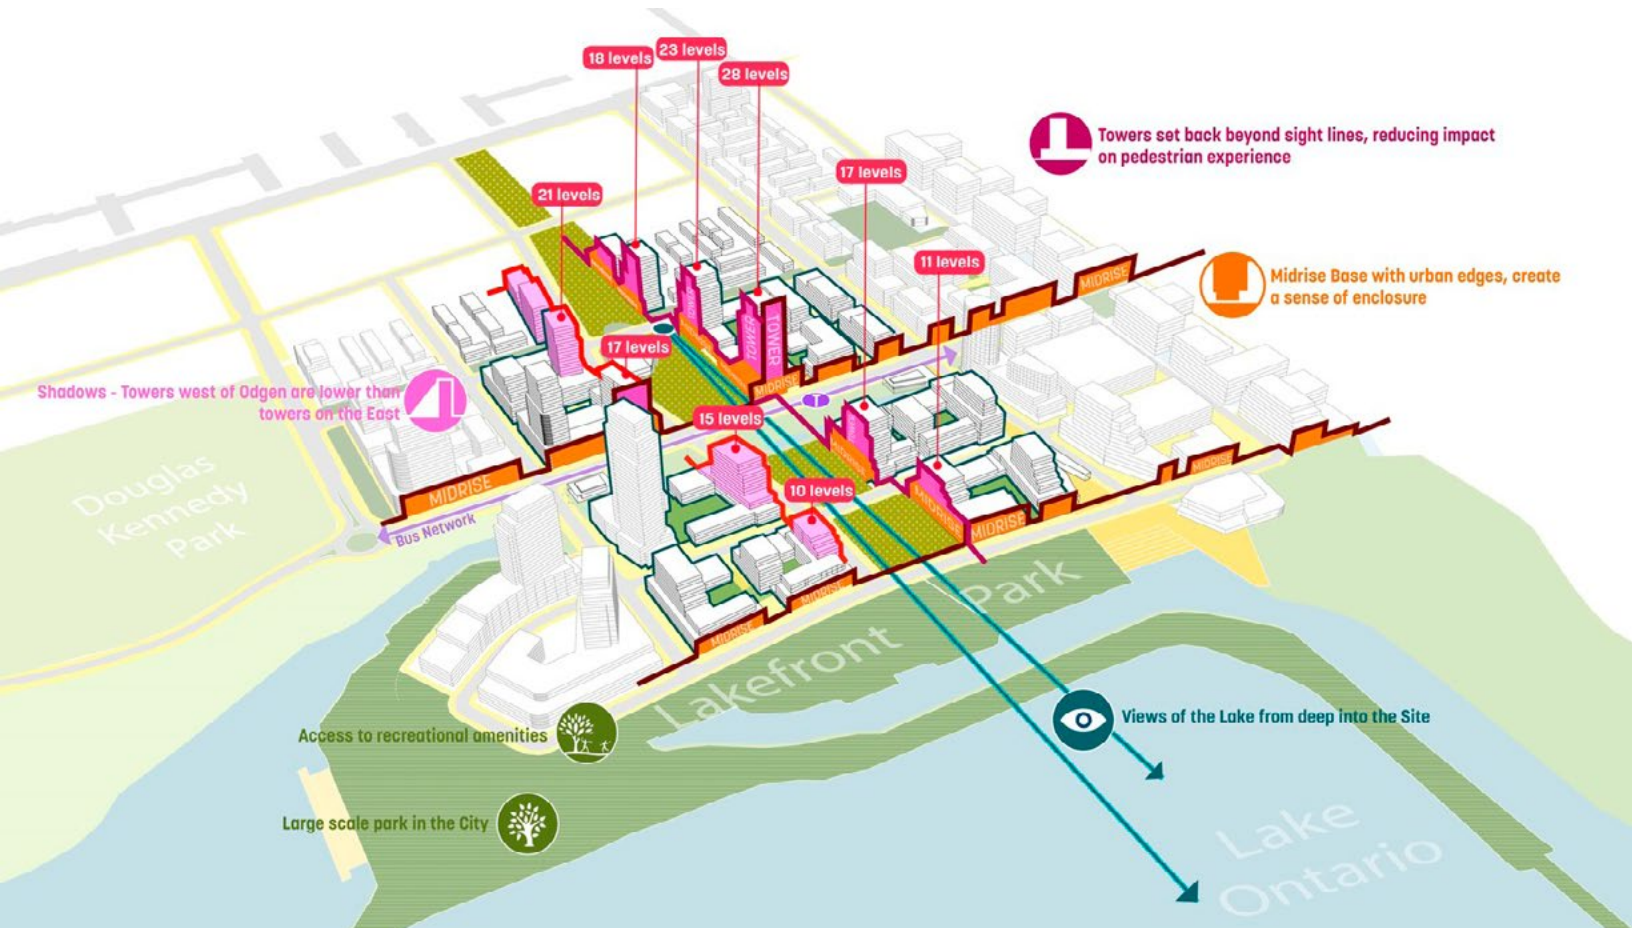 18 levels
23 levels
28 levels
Towers set back beyond sight lines, reducing impact
on pedestrian experience
17 levels
21 levels
11 levels
MIDRISE
Midrise Base with urban edges, create
a sense of enclosure
TOWER
TOWER
17 levels
MIDRISE
Shadows - Towers west of Odgen are lower than
towers on the East
T
15 levels
MIDRISE
MIDRISE
Douglas
Kennedy
Park
MIDRISE
10 levels
MIDRISE
MIDRISE
Bus Network
MIDRISE
MIDRISE
Lakefront Park
Views of the Lake from deep into the Site
Access to recreational amenities
Large scale park in the City
Lake
Ontario